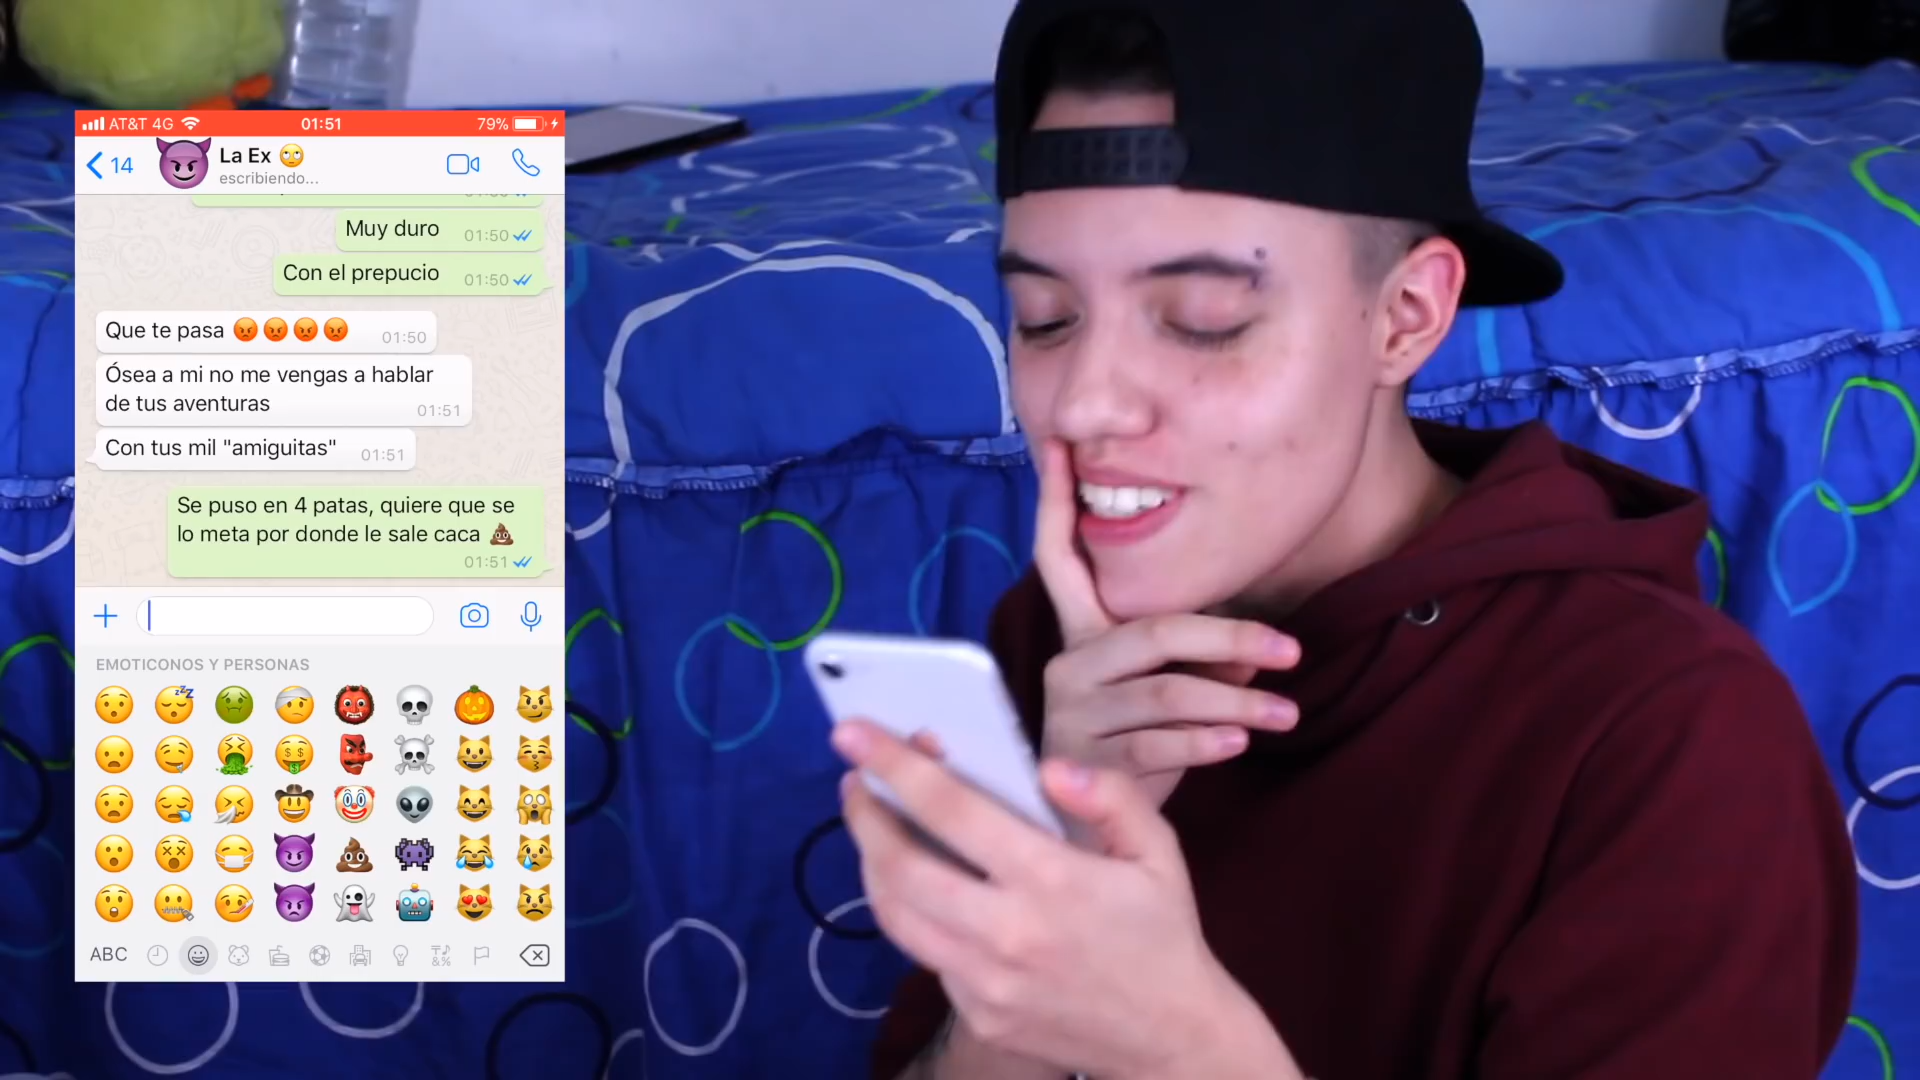 AT&T 4G 01:51 79%
14 La Ex 🙄
escribiendo...
Muy duro 01:50
Con el prepucio 01:50
Que te pasa 😡😡😡😡 01:50
Ósea a mi no me vengas a hablar
de tus aventuras 01:51
Con tus mil "amiguitas" 01:51
Se puso en 4 patas, quiere que se
lo meta por donde le sale caca 💩
01:51
EMOTICONOS Y PERSONAS
ABC